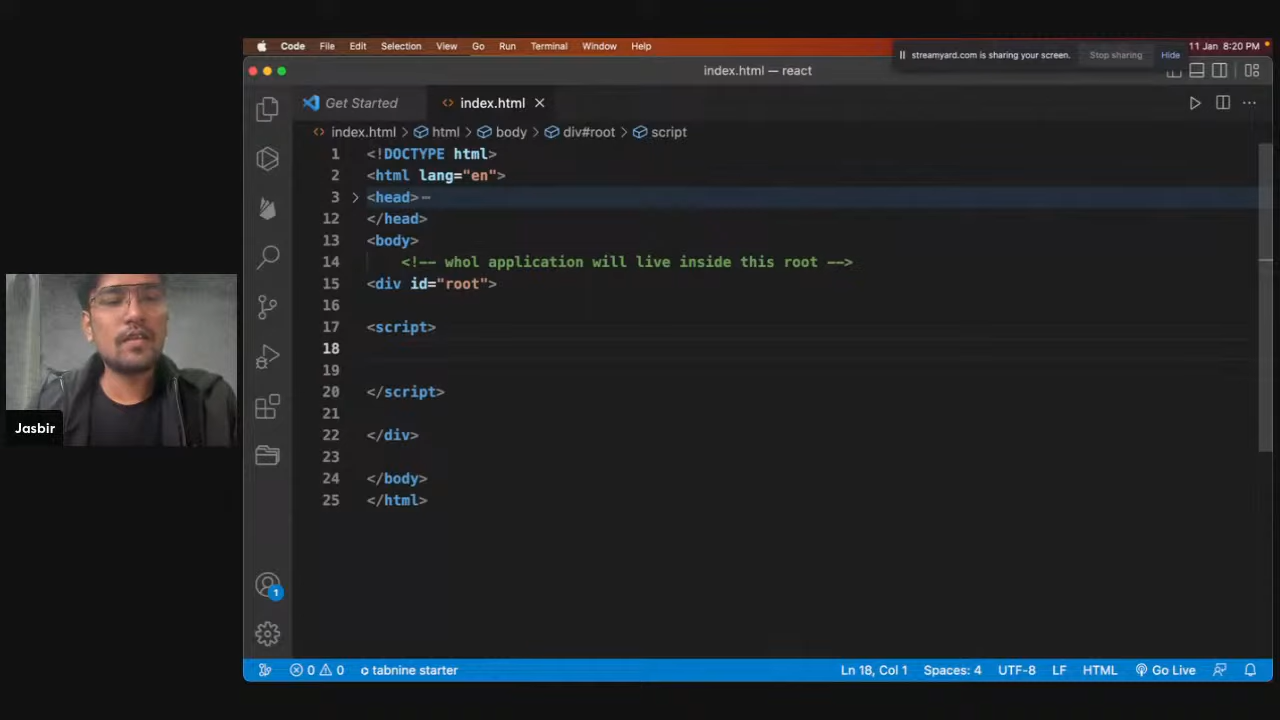 Code File Edit Selection View Go Run Terminal Window Help
streamyard.com is sharing your screen. Stop sharing Hide
11 Jan 8:20 PM
index.html — react
Get Started index.html
index.html > html > body > div#root > script
1 <!DOCTYPE html>
2 <html lang="en">
3 <head>
12 </head>
13 <body>
14 <!-- whol application will live inside this root -->
15 <div id="root">
16
17 <script>
18
19
20 </script>
21
22 </div>
23
24 </body>
25 </html>
Jasbir
1
0 0 tabnine starter Ln 18, Col 1 Spaces: 4 UTF-8 LF HTML Go Live